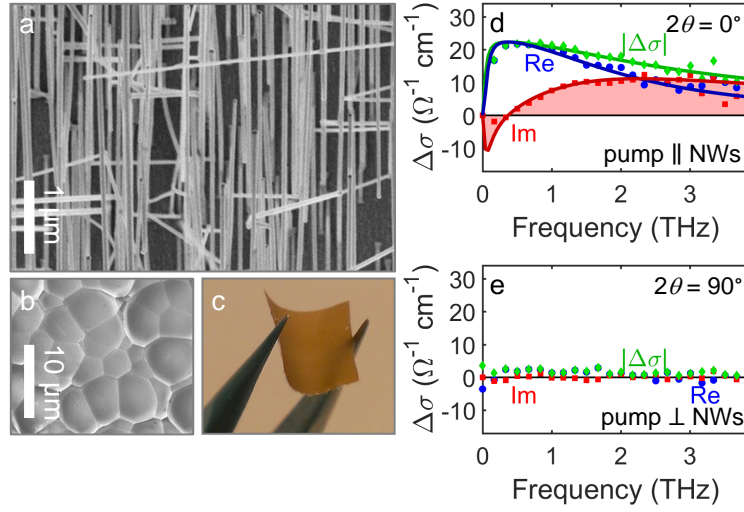 a
1 μm
b
10 μm
c
d
2θ = 0°
|Δσ|
Re
Im
pump ∥ NWs
Δσ (Ω⁻¹ cm⁻¹)
30
20
10
0
-10
0 1 2 3
Frequency (THz)
e
2θ = 90°
|Δσ|
Im
Re
pump ⊥ NWs
Δσ (Ω⁻¹ cm⁻¹)
30
20
10
0
-10
0 1 2 3
Frequency (THz)